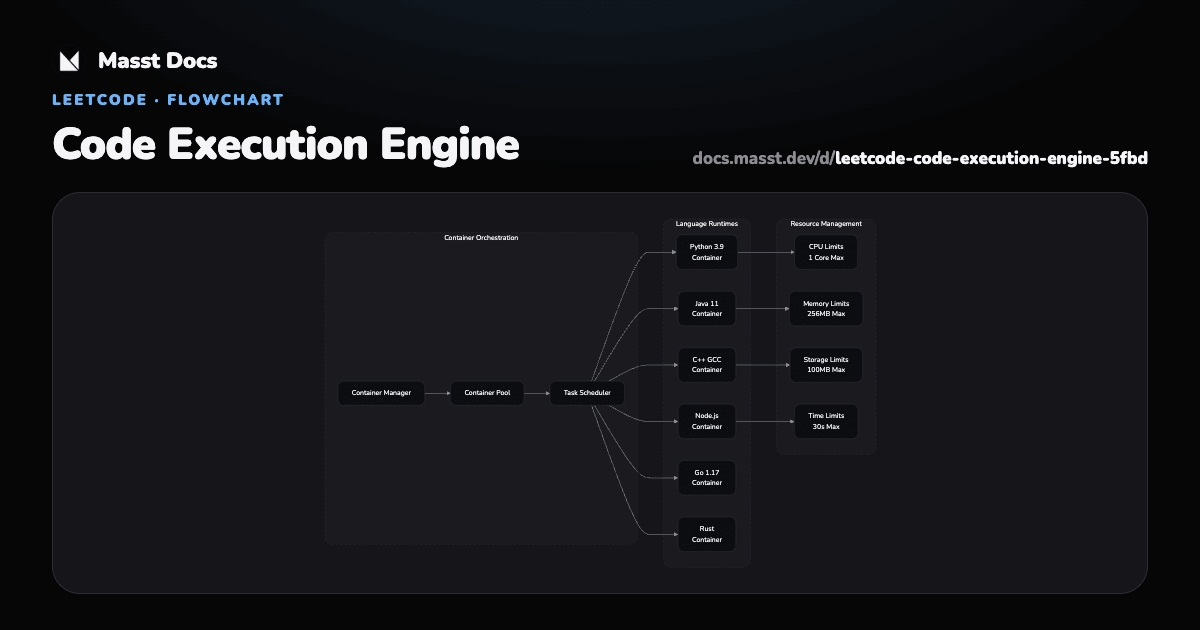 Masst Docs
LEETCODE · FLOWCHART
Code Execution Engine
docs.masst.dev/d/leetcode-code-execution-engine-5fbd
Container Orchestration
Container Manager
Container Pool
Task Scheduler
Language Runtimes
Python 3.9
Container
Java 11
Container
C++ GCC
Container
Node.js
Container
Go 1.17
Container
Rust
Container
Resource Management
CPU Limits
1 Core Max
Memory Limits
256MB Max
Storage Limits
100MB Max
Time Limits
30s Max